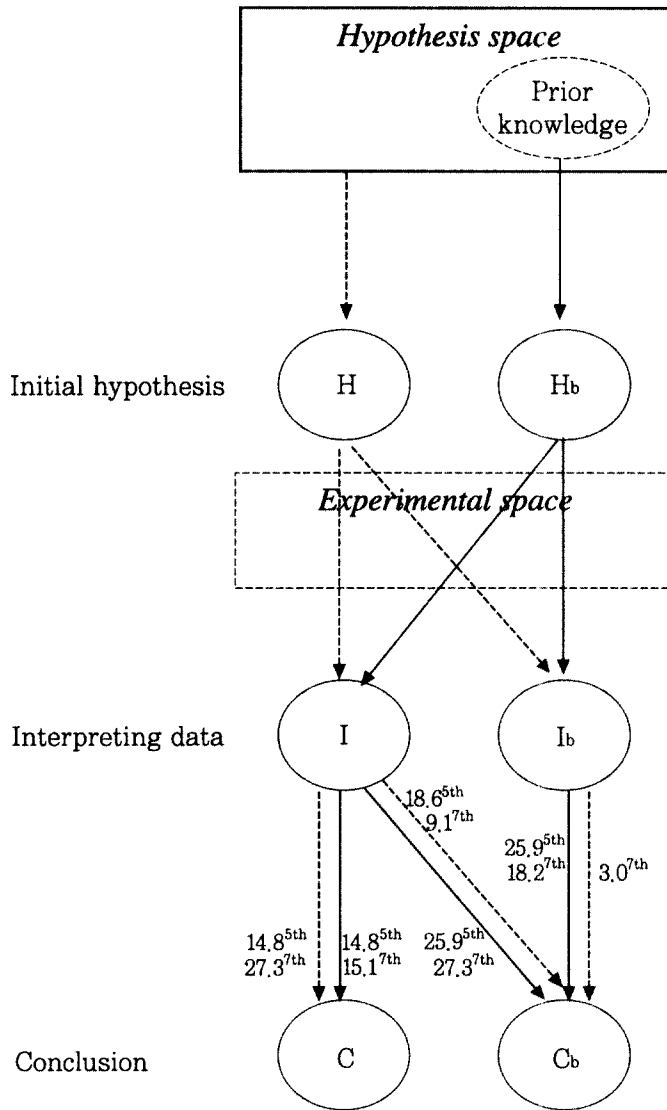 Hypothesis space
Prior
knowledge
Initial hypothesis
H
Hb
Experimental space
Interpreting data
I
Ib
18.6 5th
9.1 7th
25.9 5th
18.2 7th
3.0 7th
14.8 5th
27.3 7th
14.8 5th
15.1 7th
25.9 5th
27.3 7th
Conclusion
C
Cb